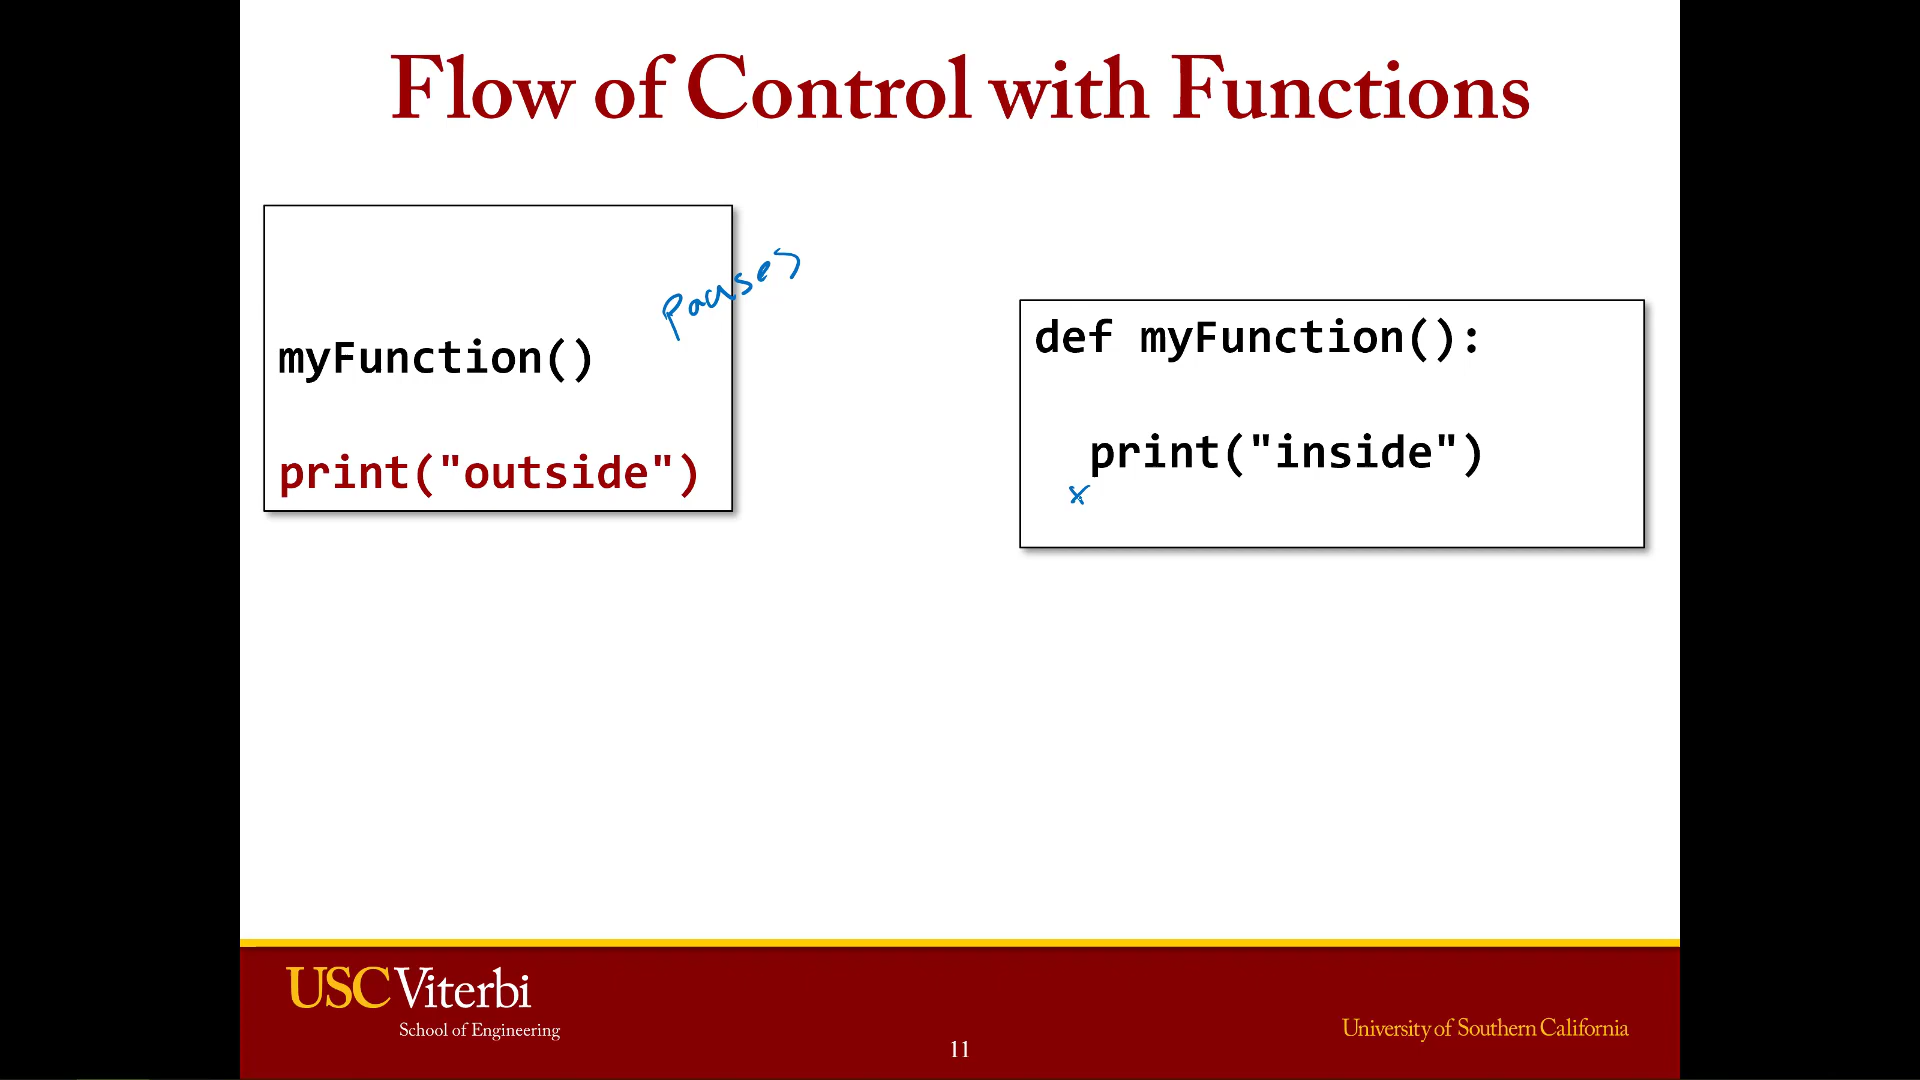 Flow of Control with Functions
pauses
myFunction()
print("outside")
def myFunction():
print("inside")
x
USC Viterbi
School of Engineering
University of Southern California
11